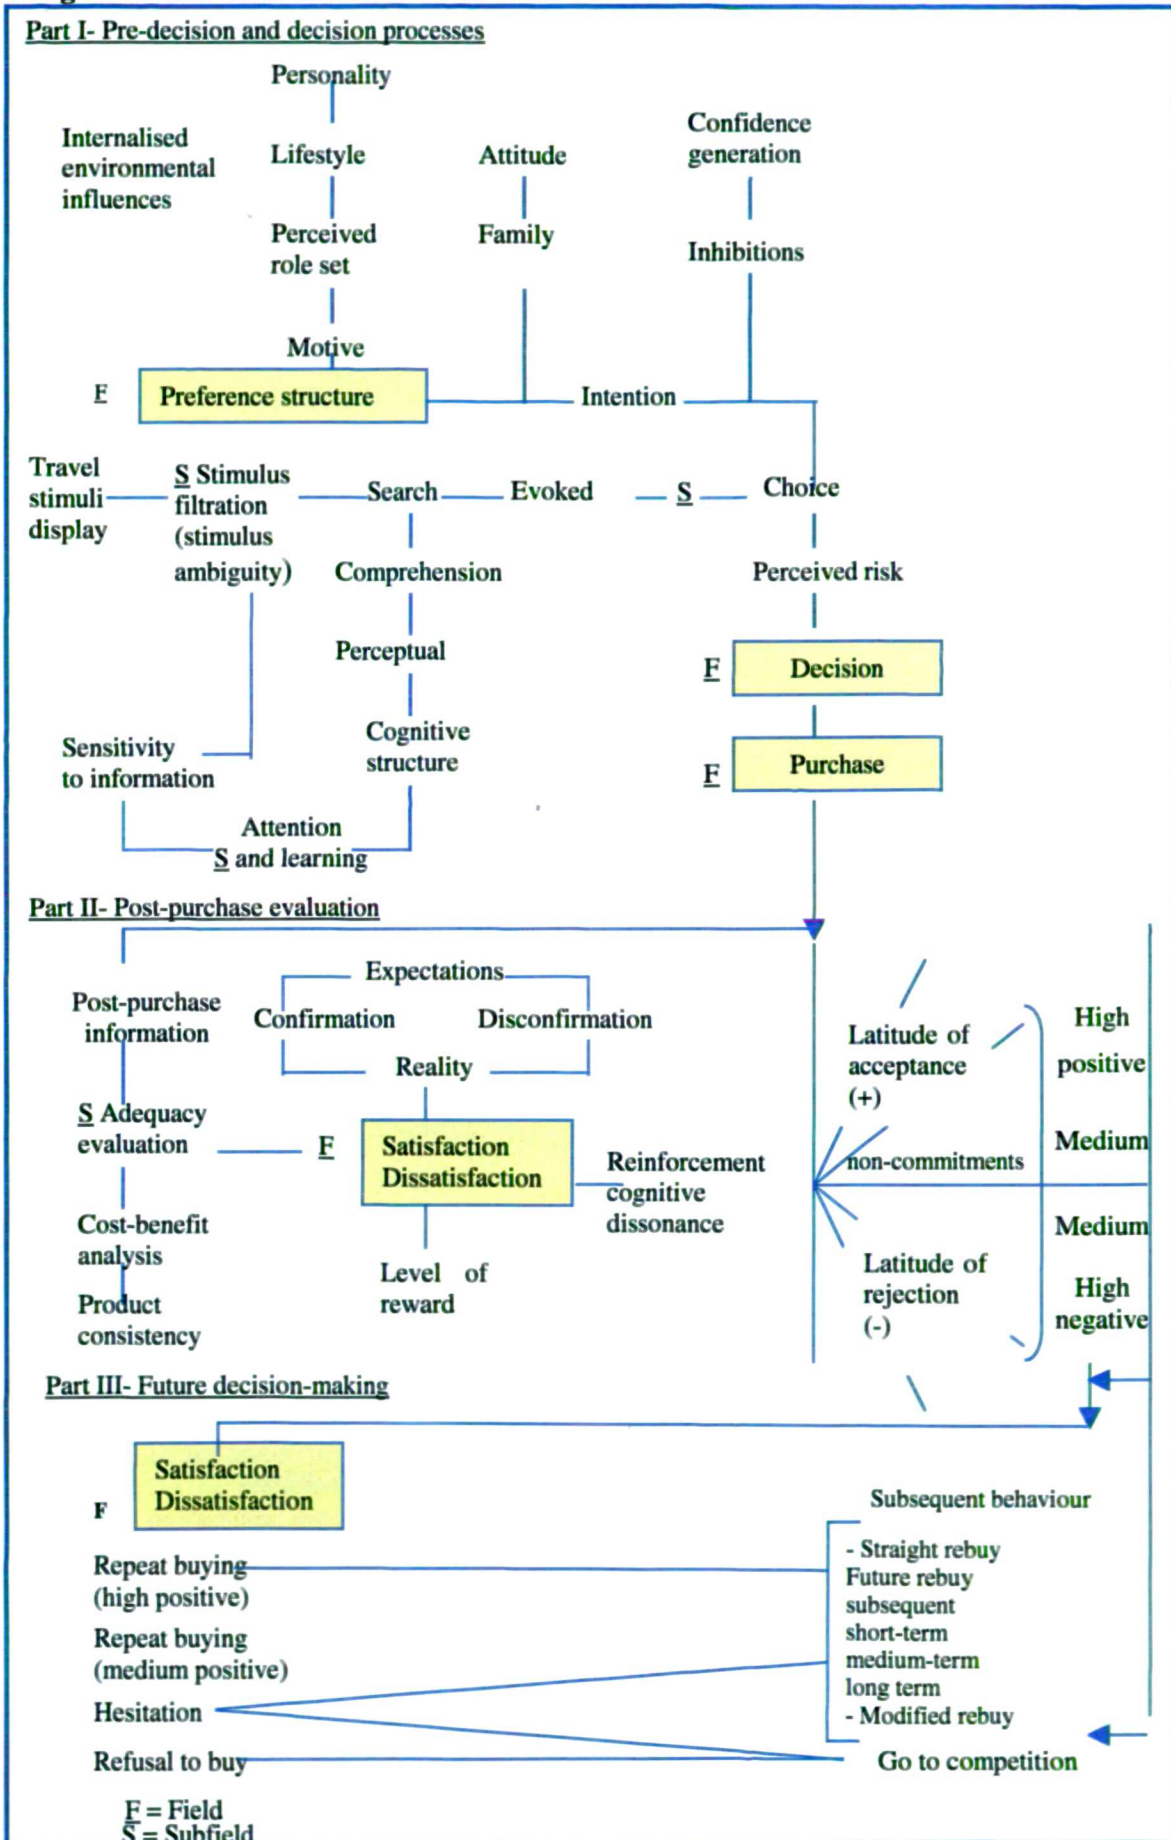 Part I- Pre-decision and decision processes
Personality
Internalised
environmental
influences
Lifestyle
Attitude
Confidence
generation
Perceived
role set
Family
Inhibitions
Motive
F
Preference structure
Intention
Travel
stimuli
display
S Stimulus
filtration
(stimulus
ambiguity)
Search
Evoked
S
Choice
Comprehension
Perceived risk
Perceptual
F
Decision
Cognitive
structure
Sensitivity
to information
F
Purchase
Attention
S and learning
Part II- Post-purchase evaluation
Expectations
Post-purchase
information
Confirmation
Disconfirmation
Reality
Latitude of
acceptance
(+)
High
positive
S Adequacy
evaluation
F
Satisfaction
Dissatisfaction
Reinforcement
cognitive
dissonance
non-commitments
Medium
Medium
Cost-benefit
analysis
Level of
reward
Latitude of
rejection
(-)
High
negative
Product
consistency
Part III- Future decision-making
Satisfaction
Dissatisfaction
F
Subsequent behaviour
Repeat buying
(high positive)
- Straight rebuy
Future rebuy
subsequent
short-term
medium-term
long term
- Modified rebuy
Repeat buying
(medium positive)
Hesitation
Refusal to buy
Go to competition
F = Field
S = Subfield